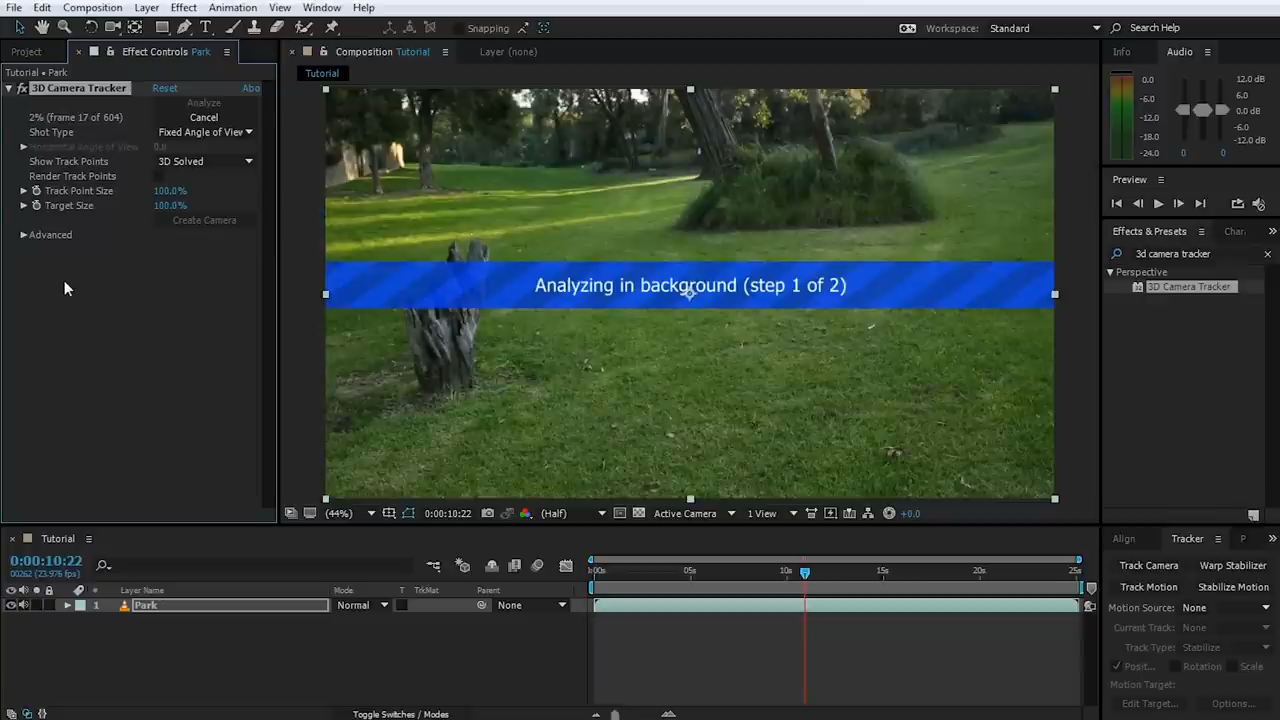 File Edit Composition Layer Effect Animation View Window Help
Snapping
Workspace: Standard
Search Help
Project
Effect Controls Park
Composition Tutorial
Layer (none)
Info
Audio
Tutorial • Park
Tutorial
fx 3D Camera Tracker Reset Abo
Analyze
2% (frame 17 of 604) Cancel
Shot Type Fixed Angle of View
Horizontal Angle of View 0.0
Show Track Points 3D Solved
Render Track Points
Track Point Size 100.0%
Target Size 100.0%
Create Camera
Advanced
Analyzing in background (step 1 of 2)
0.0
-6.0
-12.0
-18.0
-24.0
0 0
12.0 dB
6.0 dB
0.0 dB
-6.0
-12.0 dB
Preview
Effects & Presets
Char
3d camera tracker
Perspective
3D Camera Tracker
(44%) 0:00:10:22 (Half) Active Camera 1 View +0.0
Tutorial
0:00:10:22
00262 (23.976 fps)
# Layer Name Mode T TrkMat Parent
1 Park Normal None
05s 10s 15s 20s 25s
Toggle Switches / Modes
Align Tracker P
Track Camera Warp Stabilizer
Track Motion Stabilize Motion
Motion Source: None
Current Track: None
Track Type: Stabilize
Posit... Rotation Scale
Motion Target:
Edit Target... Options...